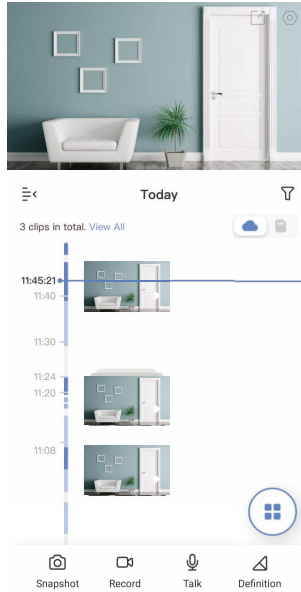 Today
3 clips in total. View All
11:45:21
11:40
11:30
11:24
11:20
11:08
Snapshot Record Talk Definition